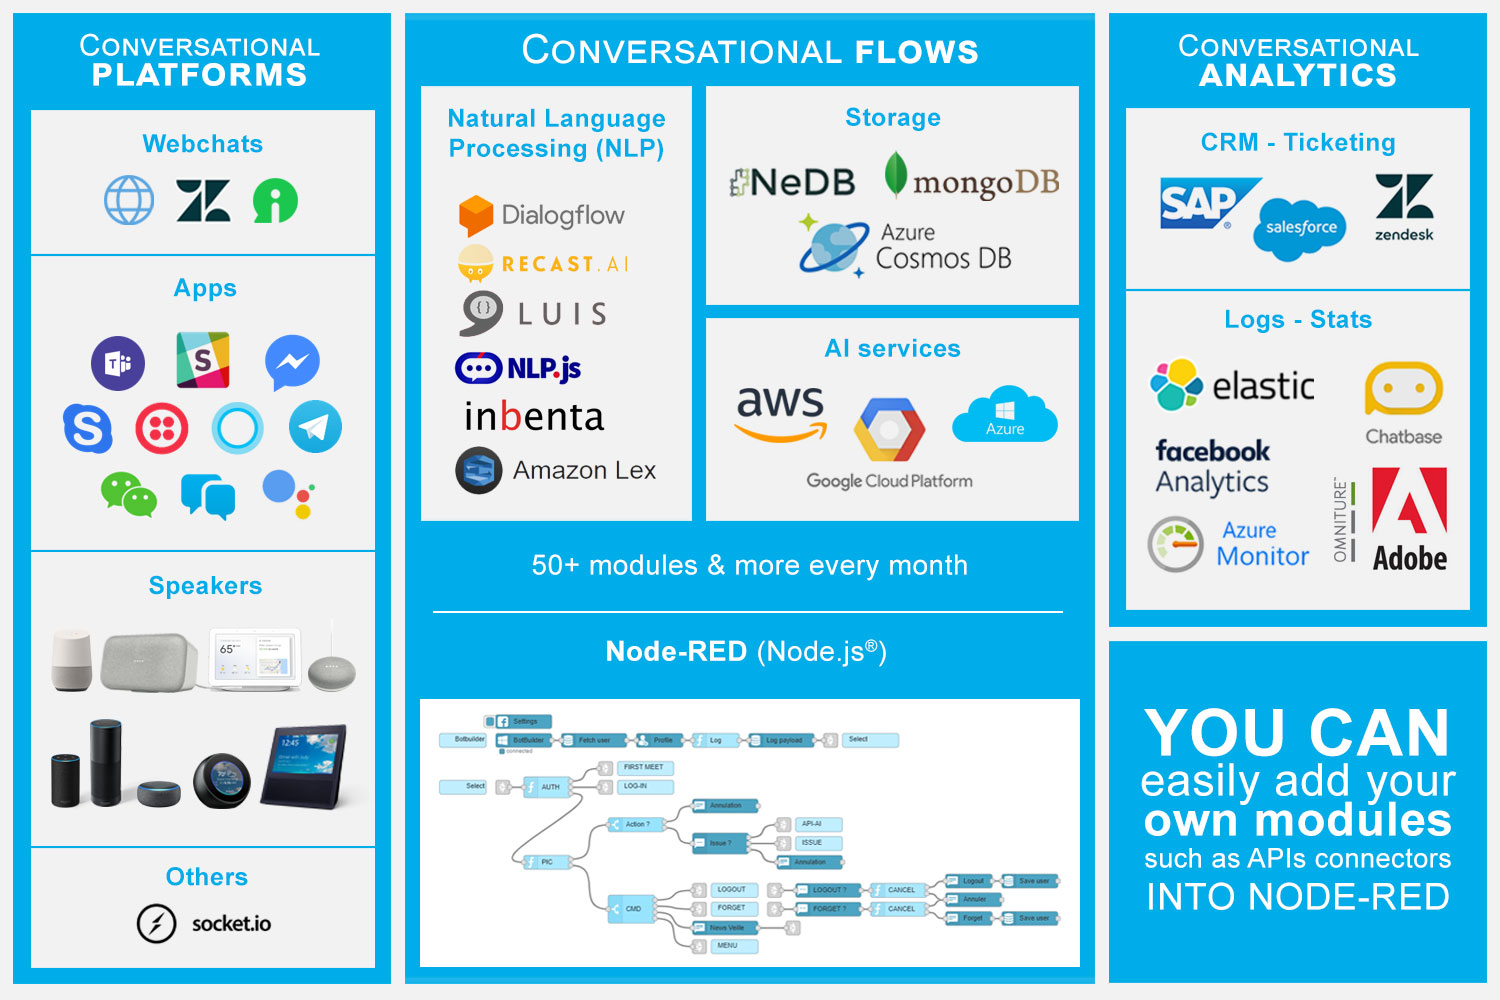 CONVERSATIONAL
PLATFORMS
Webchats
Apps
S
S
Speakers
65°
12:45
Others
socket.io
CONVERSATIONAL FLOWS
Natural Language
Processing (NLP)
Dialogflow
RECAST.AI
{} LUIS
NLP.js
inbenta
Amazon Lex
Storage
NeDB
mongoDB
Azure
Cosmos DB
AI services
aws
Google Cloud Platform
Azure
50+ modules & more every month
Node-RED (Node.js®)
Settings
Botbuilder
BotBuilder
Fetch user
Profile
Log
Log payload
Select
connected
Select
AUTH
FIRST MEET
LOG-IN
PIC
Action ?
Annulation
Issue ?
API-AI
ISSUE
Annulation
CMD
LOGOUT
FORGET
News Veille
MENU
LOGOUT ?
CANCEL
Logout
Save user
Annuler
FORGET ?
CANCEL
Forget
Save user
CONVERSATIONAL
ANALYTICS
CRM - Ticketing
SAP ®
salesforce
zendesk
Logs - Stats
elastic
Chatbase
facebook
Analytics
Azure
Monitor
OMNITURE™
Adobe
YOU CAN
easily add your
own modules
such as APIs connectors
INTO NODE-RED